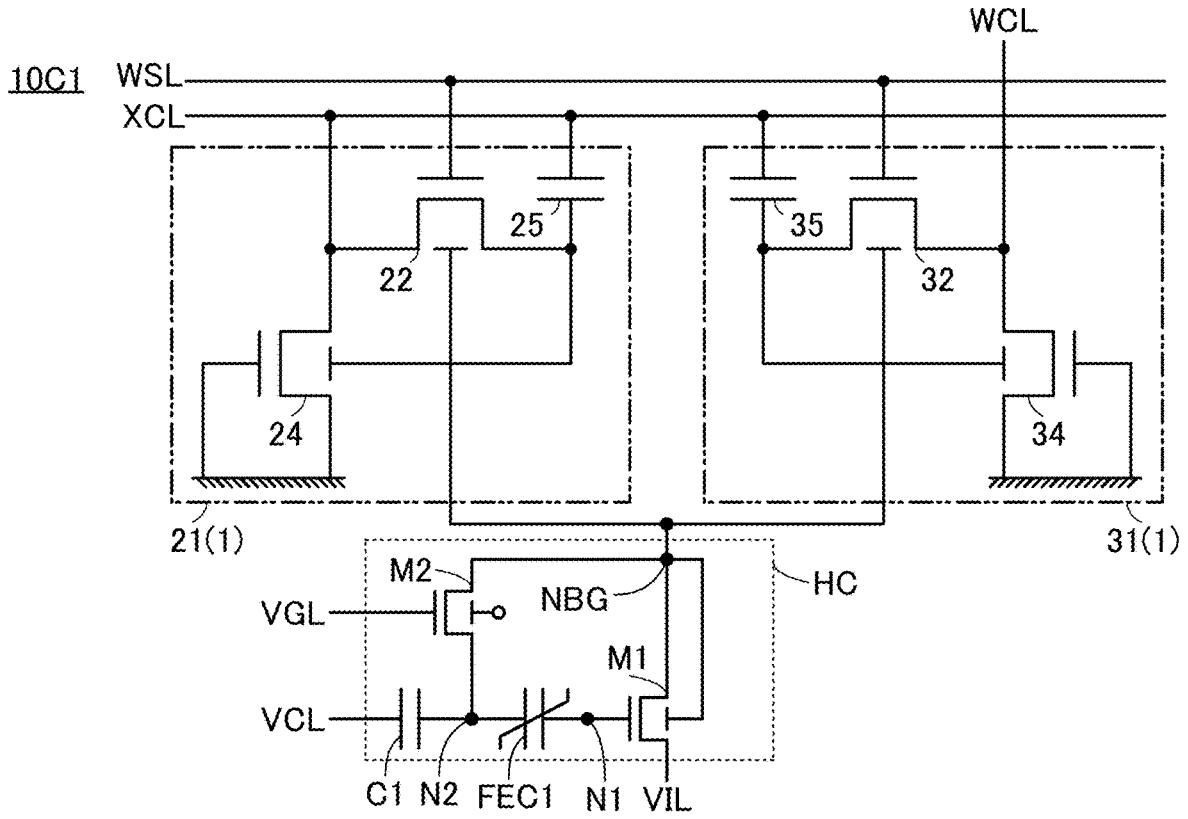 WCL
10C1
WSL
XCL
25
35
22
32
24
34
21(1)
31(1)
M2
HC
NBG
VGL
M1
VCL
C1
N2
FEC1
N1
VIL